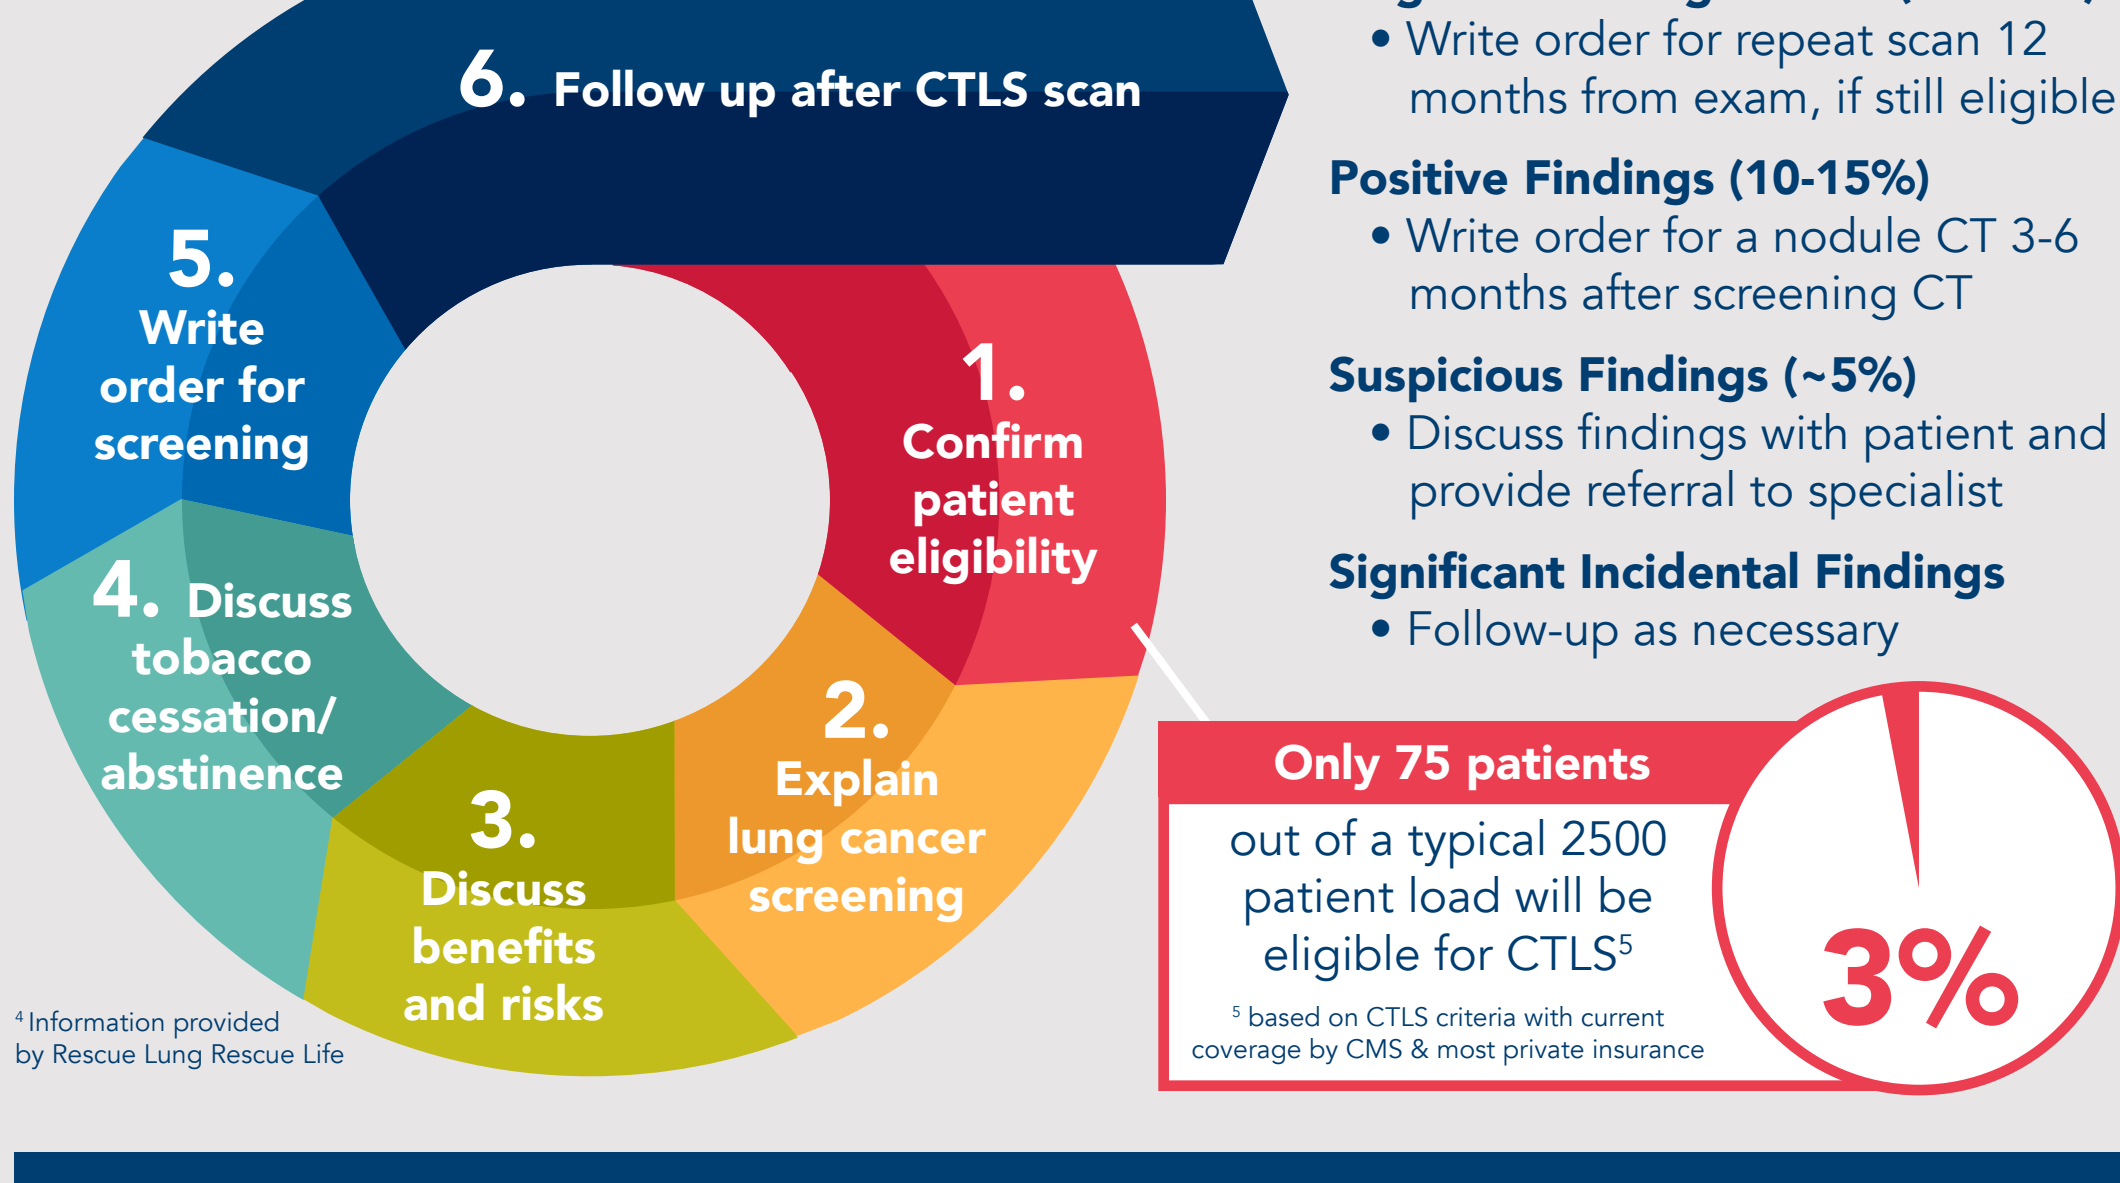 6. Follow up after CTLS scan
5.
Write
order for
screening
4. Discuss
tobacco
cessation/
abstinence
3.
Discuss
benefits
and risks
2.
Explain
lung cancer
screening
1.
Confirm
patient
eligibility
• Write order for repeat scan 12
months from exam, if still eligible
Positive Findings (10-15%)
• Write order for a nodule CT 3-6
months after screening CT
Suspicious Findings (~5%)
• Discuss findings with patient and
provide referral to specialist
Significant Incidental Findings
• Follow-up as necessary
Only 75 patients
out of a typical 2500
patient load will be
eligible for CTLS⁵
⁵ based on CTLS criteria with current
coverage by CMS & most private insurance
3%
⁴ Information provided
by Rescue Lung Rescue Life